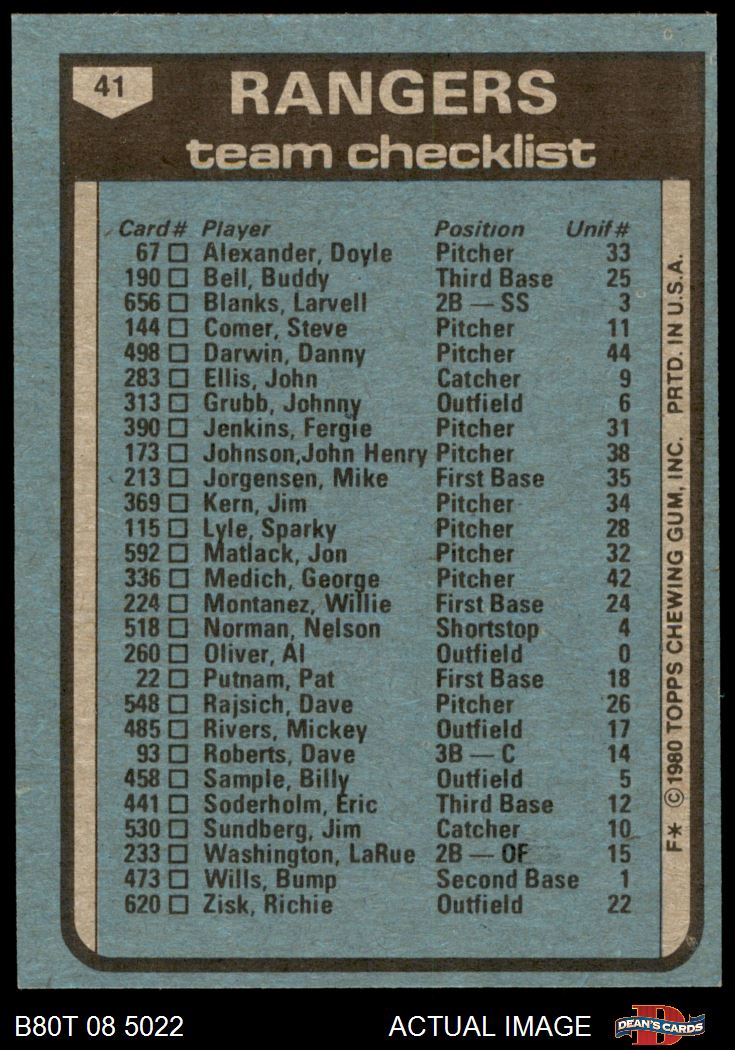 41
RANGERS
team checklist
Card# Player Position Unif#
67 Alexander, Doyle Pitcher 33
190 Bell, Buddy Third Base 25
656 Blanks, Larvell 2B — SS 3
144 Comer, Steve Pitcher 11
498 Darwin, Danny Pitcher 44
283 Ellis, John Catcher 9
313 Grubb, Johnny Outfield 6
390 Jenkins, Fergie Pitcher 31
173 Johnson,John Henry Pitcher 38
213 Jorgensen, Mike First Base 35
369 Kern, Jim Pitcher 34
115 Lyle, Sparky Pitcher 28
592 Matlack, Jon Pitcher 32
336 Medich, George Pitcher 42
224 Montanez, Willie First Base 24
518 Norman, Nelson Shortstop 4
260 Oliver, Al Outfield 0
22 Putnam, Pat First Base 18
548 Rajsich, Dave Pitcher 26
485 Rivers, Mickey Outfield 17
93 Roberts, Dave 3B — C 14
458 Sample, Billy Outfield 5
441 Soderholm, Eric Third Base 12
530 Sundberg, Jim Catcher 10
233 Washington, LaRue 2B — OF 15
473 Wills, Bump Second Base 1
620 Zisk, Richie Outfield 22
F* © 1980 TOPPS CHEWING GUM, INC. PRTD. IN U.S.A.
B80T 08 5022 ACTUAL IMAGE DEAN'S CARDS